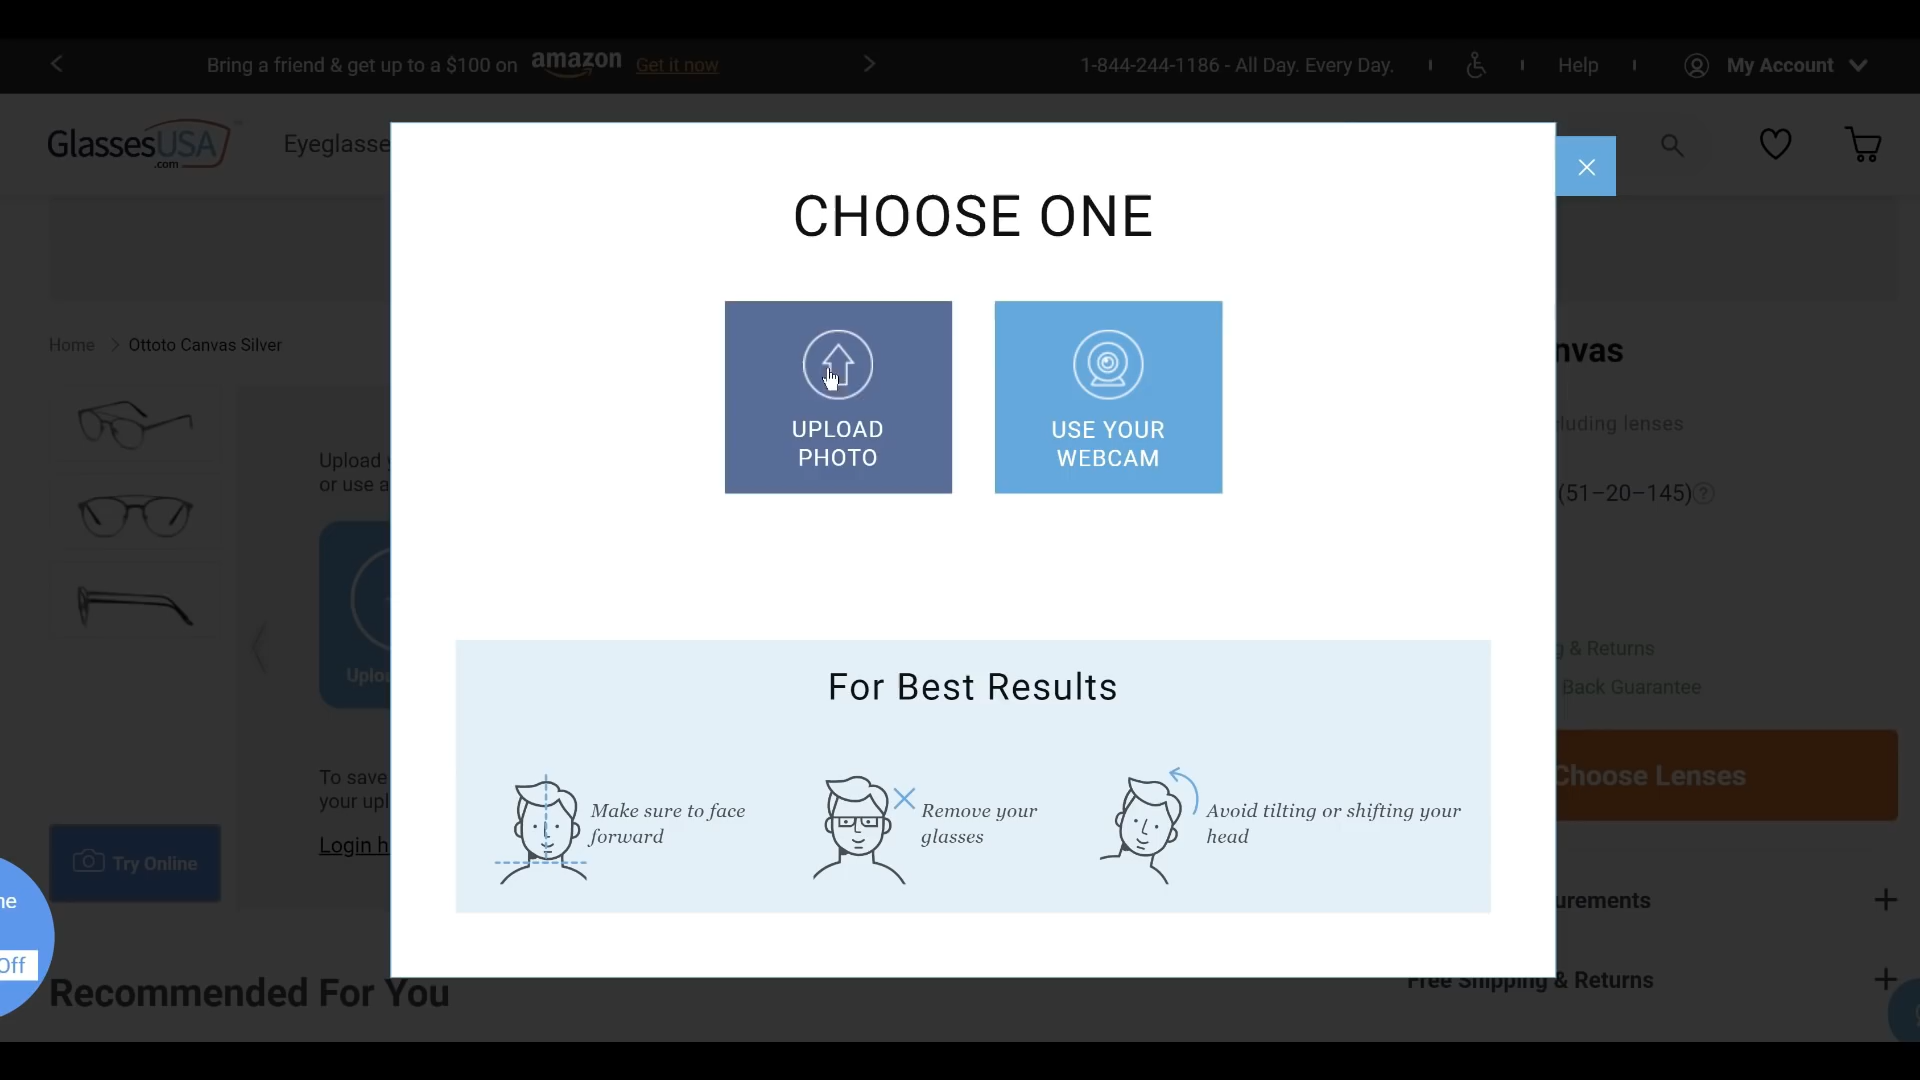 Bring a friend & get up to a $100 on amazon Get it now
1-844-244-1186 - All Day. Every Day.
Help
My Account
GlassesUSA
.com
Eyeglasse
CHOOSE ONE
Home
Ottoto Canvas Silver
nvas
UPLOAD
PHOTO
USE YOUR
WEBCAM
luding lenses
Upload
or use a
(51-20-145)
?
g & Returns
Back Guarantee
Uplo
For Best Results
To save
your upl
Login h
Make sure to face
forward
Remove your
glasses
Avoid tilting or shifting your
head
Choose Lenses
Try Online
ne
Off
urements
Free Shipping & Returns
Recommended For You